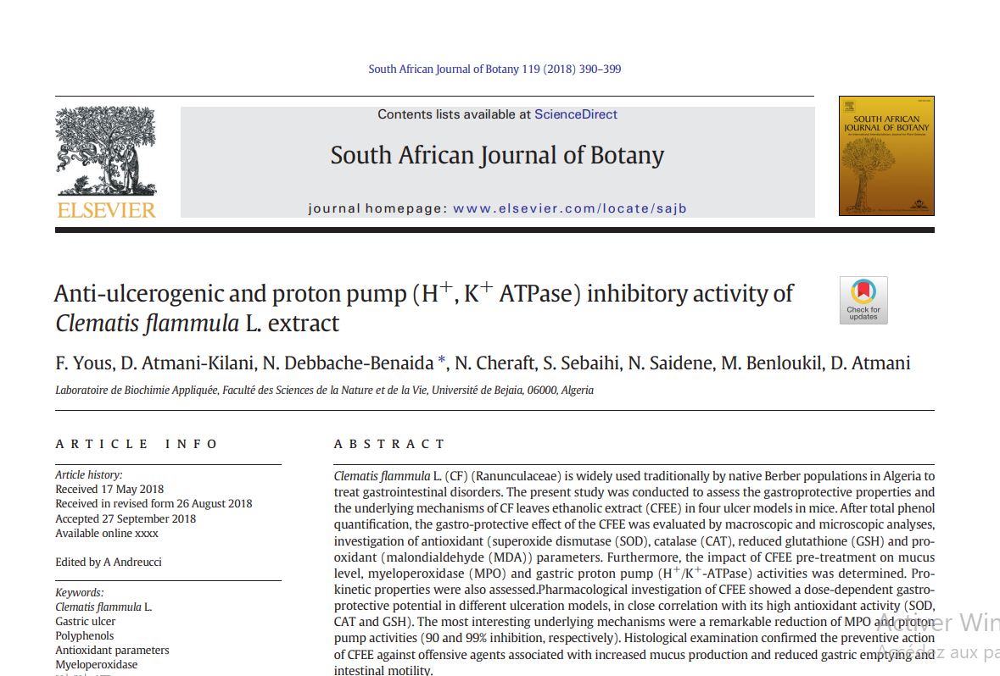 South African Journal of Botany 119 (2018) 390–399
Contents lists available at ScienceDirect
South African Journal of Botany
journal homepage: www.elsevier.com/locate/sajb
ELSEVIER
SOUTH AFRICAN
JOURNAL OF BOTANY
Anti-ulcerogenic and proton pump (H+, K+ ATPase) inhibitory activity of
Clematis flammula L. extract
Check for
updates
F. Yous, D. Atmani-Kilani, N. Debbache-Benaida *, N. Cheraft, S. Sebaihi, N. Saidene, M. Benloukil, D. Atmani
Laboratoire de Biochimie Appliquée, Faculté des Sciences de la Nature et de la Vie, Université de Bejaia, 06000, Algeria
ARTICLE INFO
Article history:
Received 17 May 2018
Received in revised form 26 August 2018
Accepted 27 September 2018
Available online xxxx
Edited by A Andreucci
Keywords:
Clematis flammula L.
Gastric ulcer
Polyphenols
Antioxidant parameters
Myeloperoxidase
ABSTRACT
Clematis flammula L. (CF) (Ranunculaceae) is widely used traditionally by native Berber populations in Algeria to
treat gastrointestinal disorders. The present study was conducted to assess the gastroprotective properties and
the underlying mechanisms of CF leaves ethanolic extract (CFEE) in four ulcer models in mice. After total phenol
quantification, the gastro-protective effect of the CFEE was evaluated by macroscopic and microscopic analyses,
investigation of antioxidant (superoxide dismutase (SOD), catalase (CAT), reduced glutathione (GSH) and pro-
oxidant (malondialdehyde (MDA)) parameters. Furthermore, the impact of CFEE pre-treatment on mucus
level, myeloperoxidase (MPO) and gastric proton pump (H+/K+-ATPase) activities was determined. Pro-
kinetic properties were also assessed.Pharmacological investigation of CFEE showed a dose-dependent gastro-
protective potential in different ulceration models, in close correlation with its high antioxidant activity (SOD,
CAT and GSH). The most interesting underlying mechanisms were a remarkable reduction of MPO and proton
pump activities (90 and 99% inhibition, respectively). Histological examination confirmed the preventive action
of CFEE against offensive agents associated with increased mucus production and reduced gastric emptying and
intestinal motility.
Activer Win
Accédez aux pa